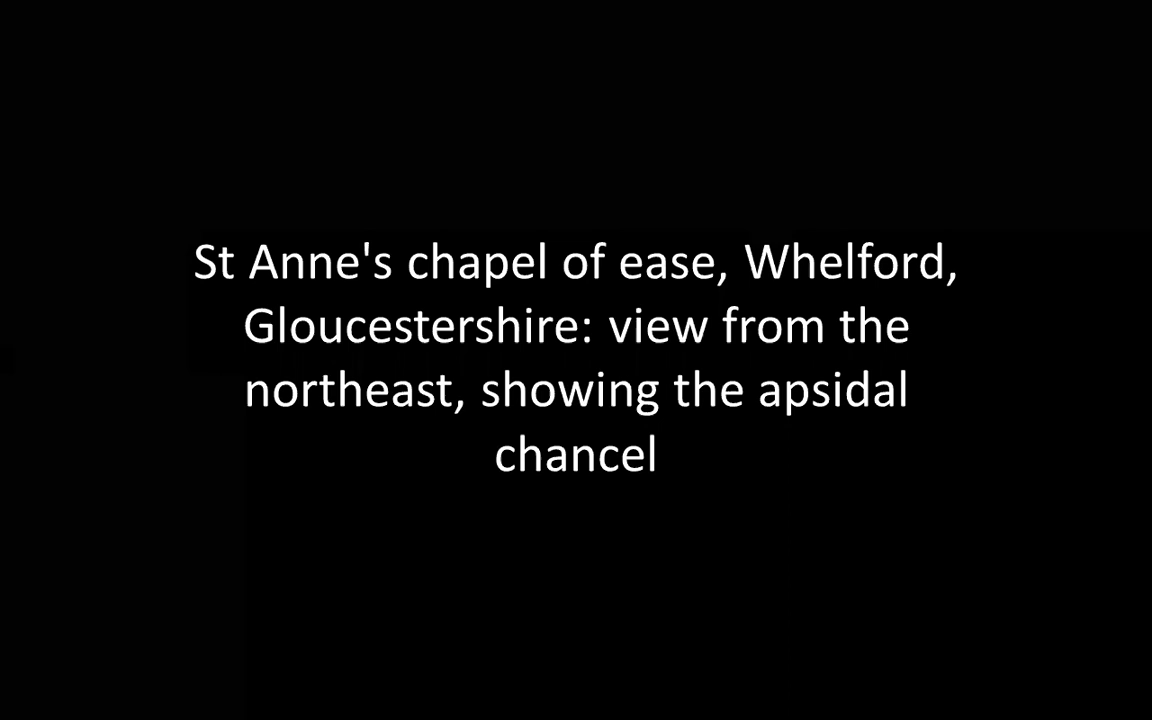 St Anne's chapel of ease, Whelford,
Gloucestershire: view from the
northeast, showing the apsidal
chancel